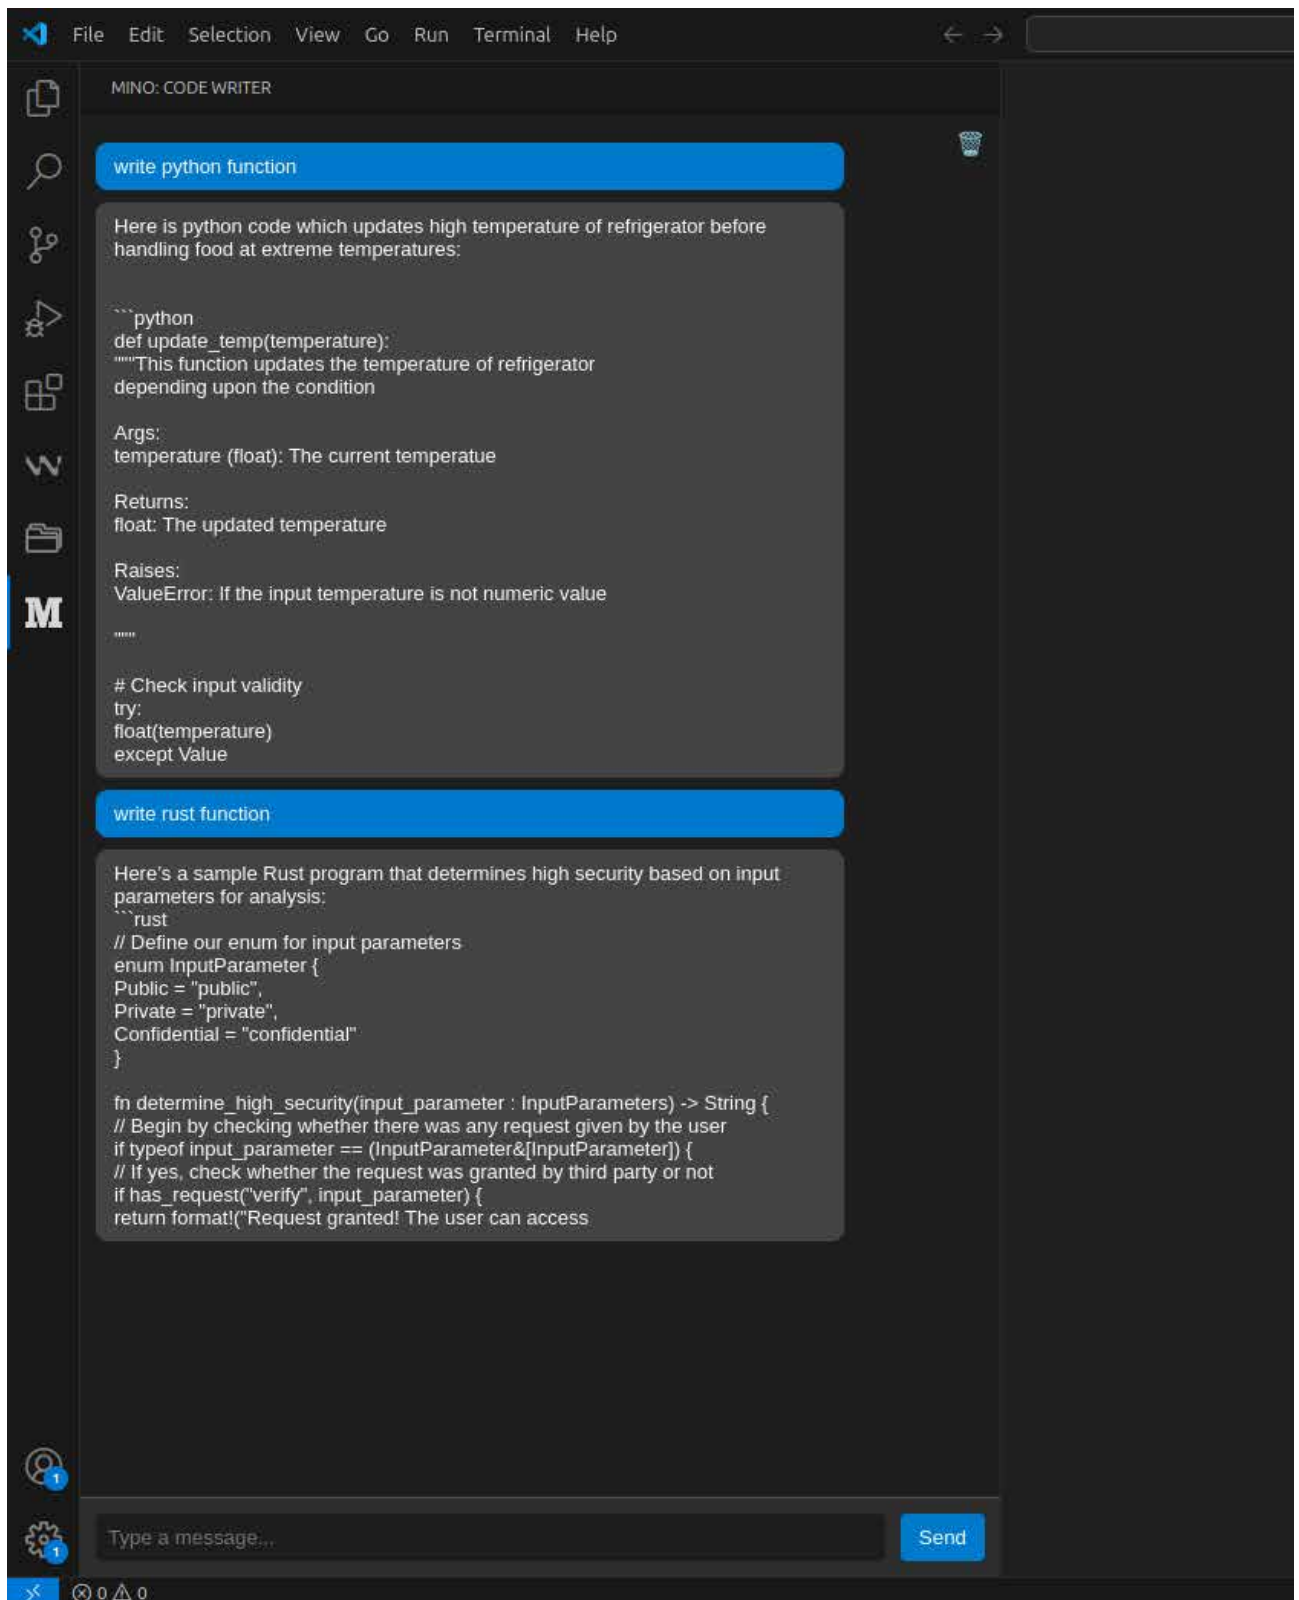 File Edit Selection View Go Run Terminal Help
MINO: CODE WRITER
write python function
Here is python code which updates high temperature of refrigerator before
handling food at extreme temperatures:
```python
def update_temp(temperature):
"""This function updates the temperature of refrigerator
depending upon the condition
Args:
temperature (float): The current temperatue
Returns:
float: The updated temperature
Raises:
ValueError: If the input temperature is not numeric value
"""
# Check input validity
try:
float(temperature)
except Value
write rust function
Here's a sample Rust program that determines high security based on input
parameters for analysis:
```rust
// Define our enum for input parameters
enum InputParameter {
Public = "public",
Private = "private",
Confidential = "confidential"
}
fn determine_high_security(input_parameter : InputParameters) -> String {
// Begin by checking whether there was any request given by the user
if typeof input_parameter == (InputParameter&[InputParameter]) {
// If yes, check whether the request was granted by third party or not
if has_request("verify", input_parameter) {
return format!("Request granted! The user can access
M
1
Type a message... Send
1
0 0